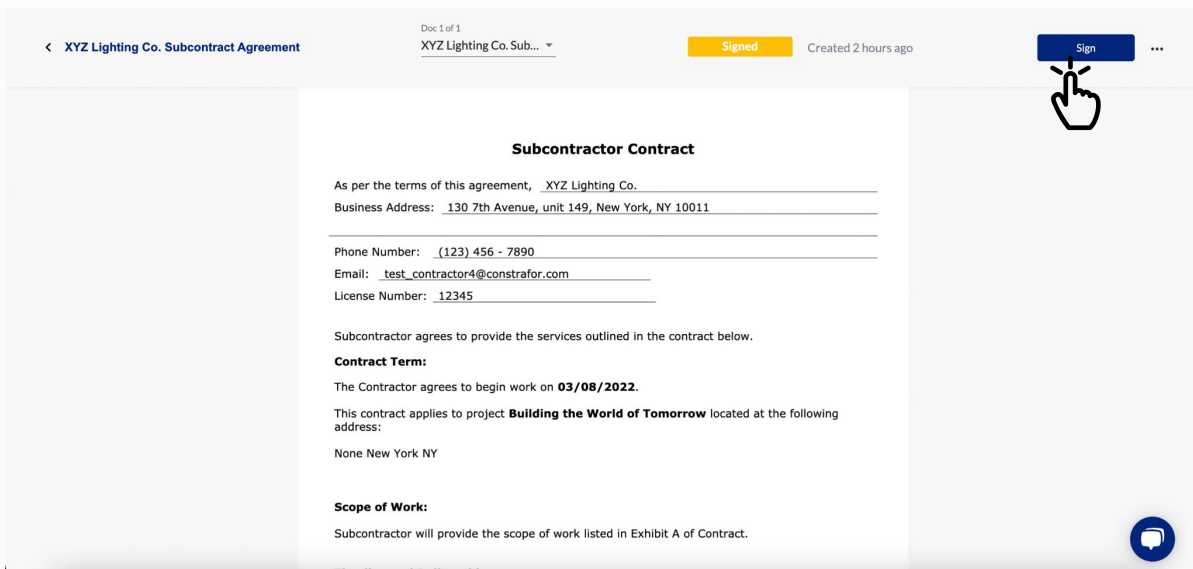 XYZ Lighting Co. Subcontract Agreement
Doc 1 of 1
XYZ Lighting Co. Sub...
Signed
Created 2 hours ago
Sign
Subcontractor Contract
As per the terms of this agreement, XYZ Lighting Co.
Business Address: 130 7th Avenue, unit 149, New York, NY 10011
Phone Number: (123) 456 - 7890
Email: test_contractor4@constrafor.com
License Number: 12345
Subcontractor agrees to provide the services outlined in the contract below.
Contract Term:
The Contractor agrees to begin work on 03/08/2022.
This contract applies to project Building the World of Tomorrow located at the following
address:
None New York NY
Scope of Work:
Subcontractor will provide the scope of work listed in Exhibit A of Contract.